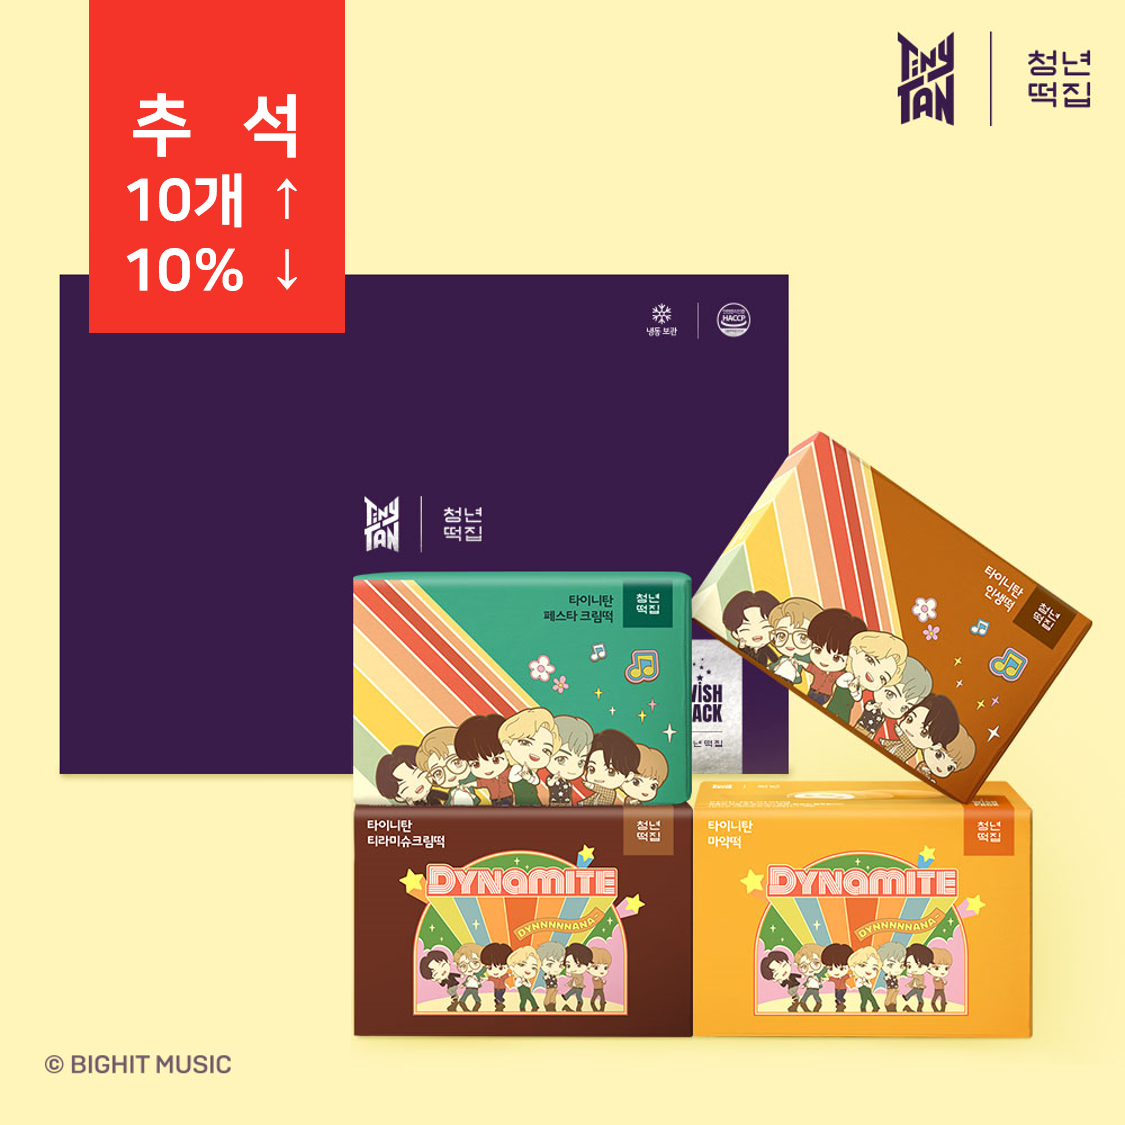 추 석
10개 ↑
10% ↓
TiNY
TAN
청년
떡집
냉동 보관
HACCP
TiNY
TAN
청년
떡집
타이니탄
페스타 크림떡
청년
떡집
타이니탄
인생떡
청년
떡집
타이니탄
티라미슈크림떡
청년
떡집
DYNAMITE
DYNNNNNANA~
타이니탄
마약떡
청년
떡집
DYNAMITE
DYNNNNNANA~
© BIGHIT MUSIC